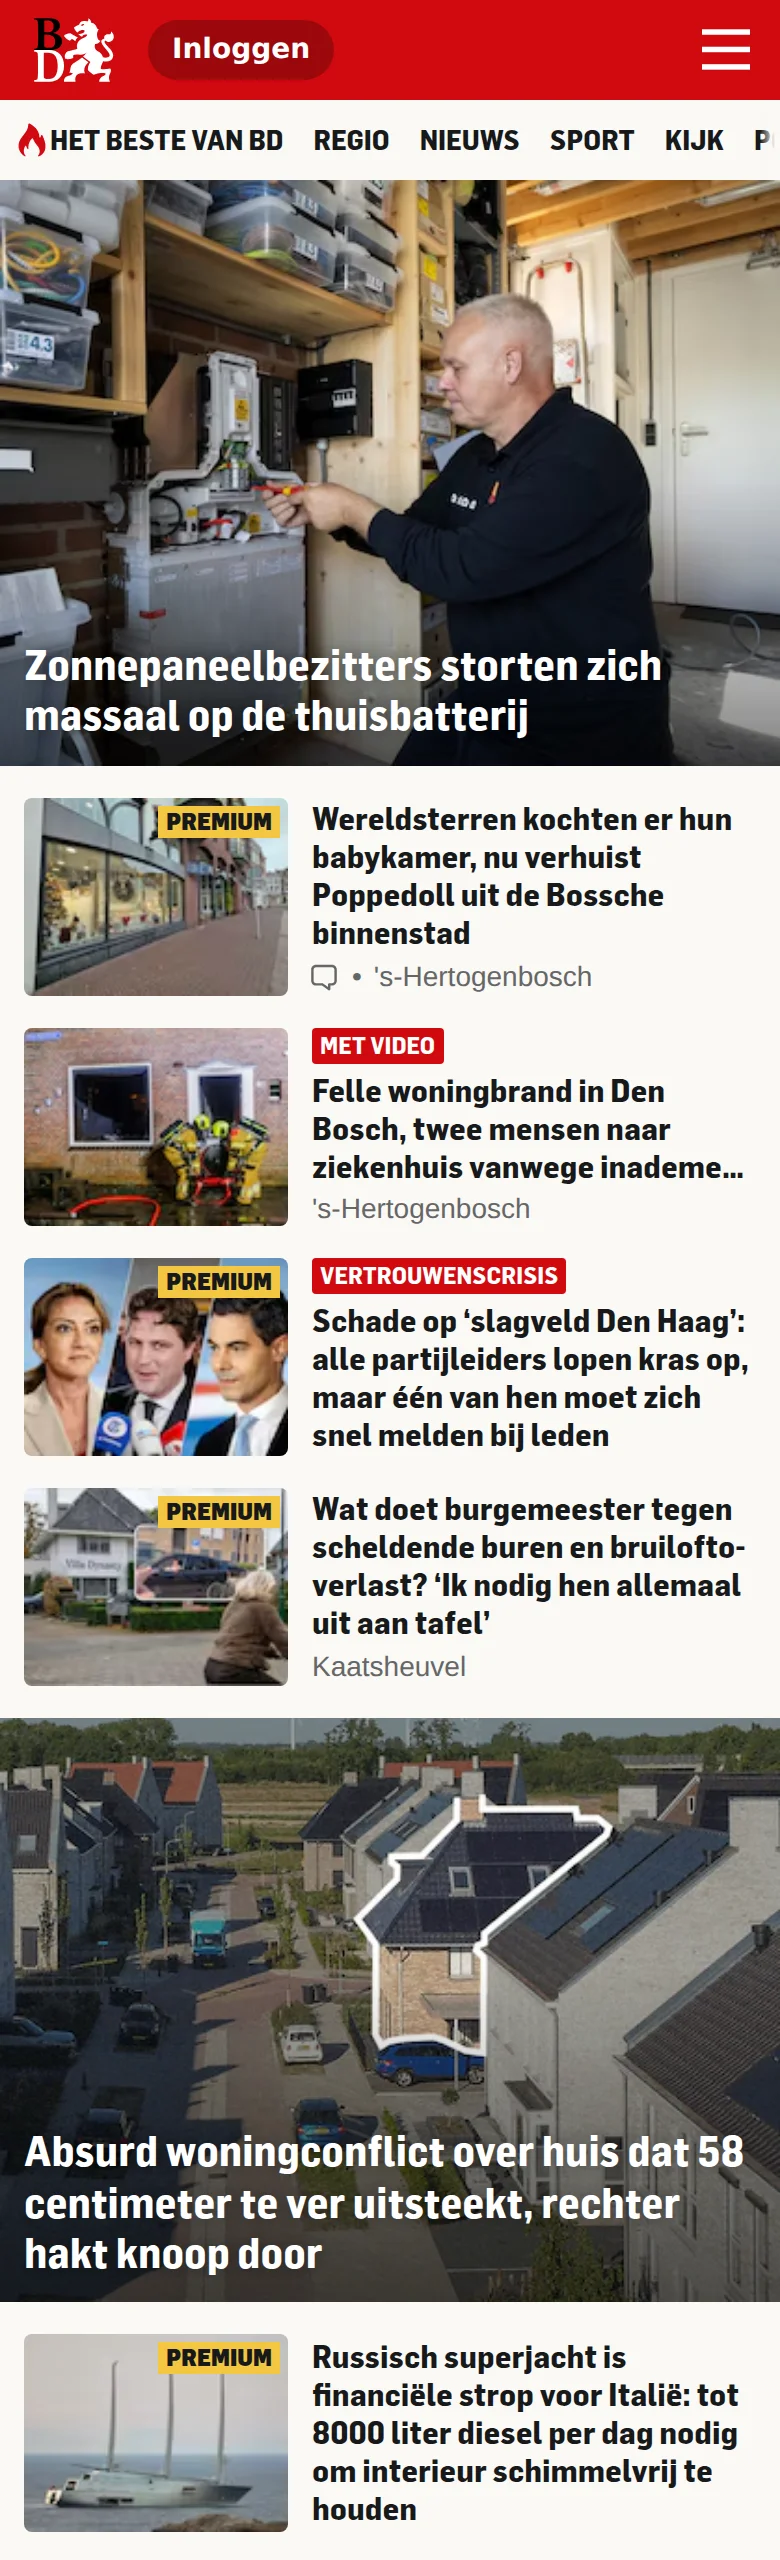 BD
Inloggen
HET BESTE VAN BD REGIO NIEUWS SPORT KIJK
Zonnepaneelbezitters storten zich
massaal op de thuisbatterij
PREMIUM
Wereldsterren kochten er hun
babykamer, nu verhuist
Poppedoll uit de Bossche
binnenstad
• 's-Hertogenbosch
MET VIDEO
Felle woningbrand in Den
Bosch, twee mensen naar
ziekenhuis vanwege inademe...
's-Hertogenbosch
PREMIUM
VERTROUWENSCRISIS
Schade op ‘slagveld Den Haag’:
alle partijleiders lopen kras op,
maar één van hen moet zich
snel melden bij leden
PREMIUM
Wat doet burgemeester tegen
scheldende buren en bruilofto-
verlast? ‘Ik nodig hen allemaal
uit aan tafel’
Kaatsheuvel
Absurd woningconflict over huis dat 58
centimeter te ver uitsteekt, rechter
hakt knoop door
PREMIUM
Russisch superjacht is
financiële strop voor Italië: tot
8000 liter diesel per dag nodig
om interieur schimmelvrij te
houden